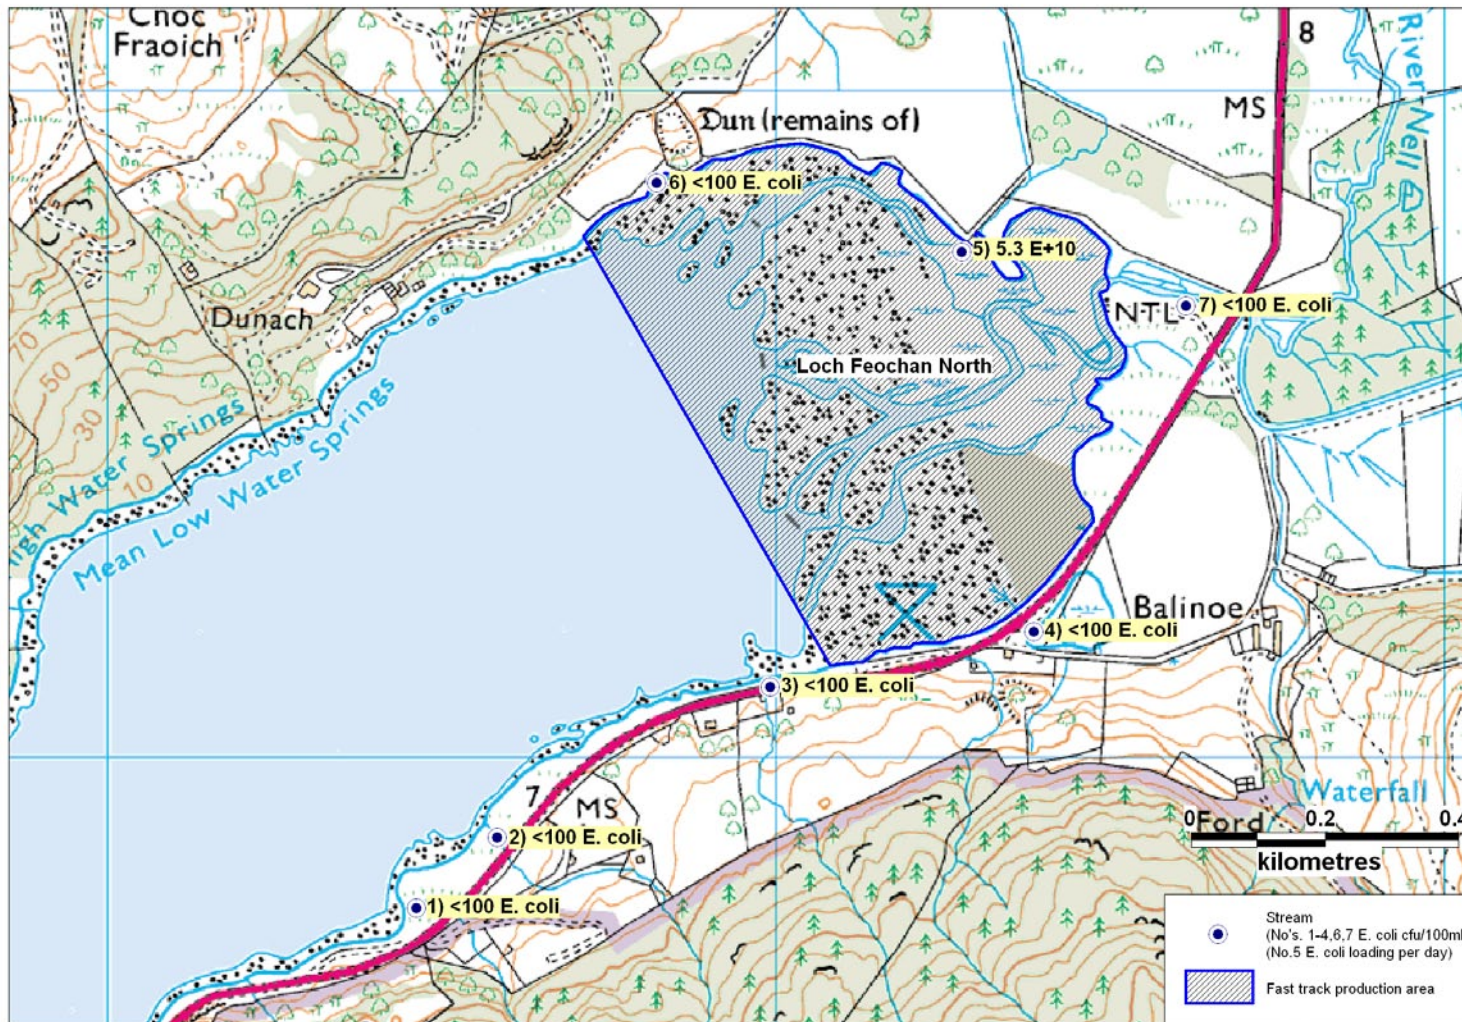 Cnoc
Fraoich
8
River Nell
MS
Dun (remains of)
6) <100 E. coli
5) 5.3 E+10
NTL
7) <100 E. coli
Dunach
Loch Feochan North
70
50
30
10
High Water Springs
Mean Low Water Springs
Balinoe
4) <100 E. coli
3) <100 E. coli
7
MS
2) <100 E. coli
1) <100 E. coli
Waterfall
Ford
0 0.2 0.4
kilometres
Stream
(No's. 1-4,6,7 E. coli cfu/100ml
(No.5 E. coli loading per day)
Fast track production area